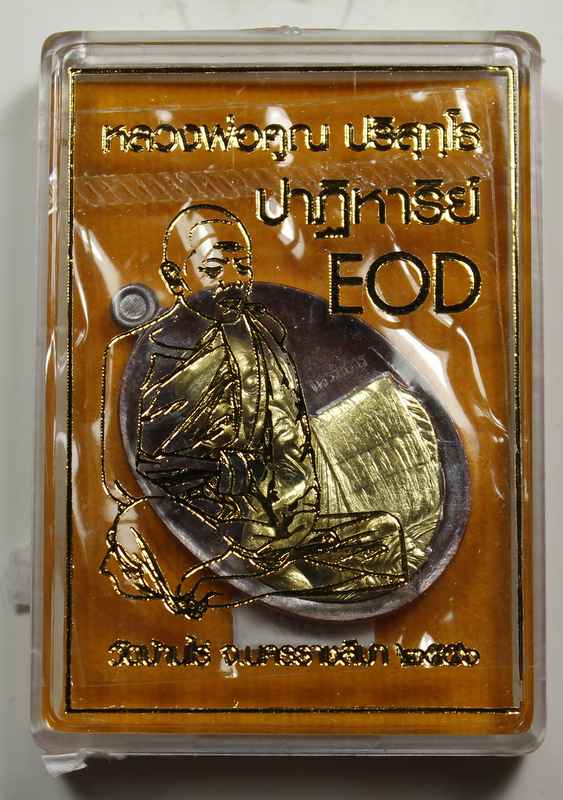 หลวงพ่อคูณ ปริสุทฺโธ
ปาฏิหาริย์
EOD
วัดบ้านไร่ จ.นครราชสีมา ๒๕๕๖